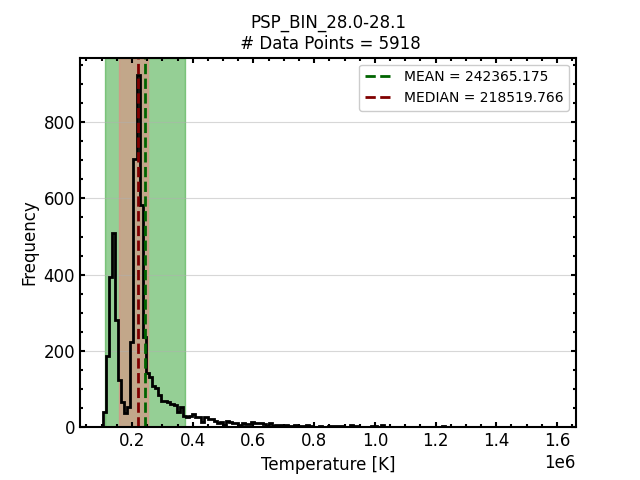 PSP_BIN_28.0-28.1
# Data Points = 5918
MEAN = 242365.175
MEDIAN = 218519.766
Frequency
800
600
400
200
0
0.2 0.4 0.6 0.8 1.0 1.2 1.4 1.6
1e6
Temperature [K]